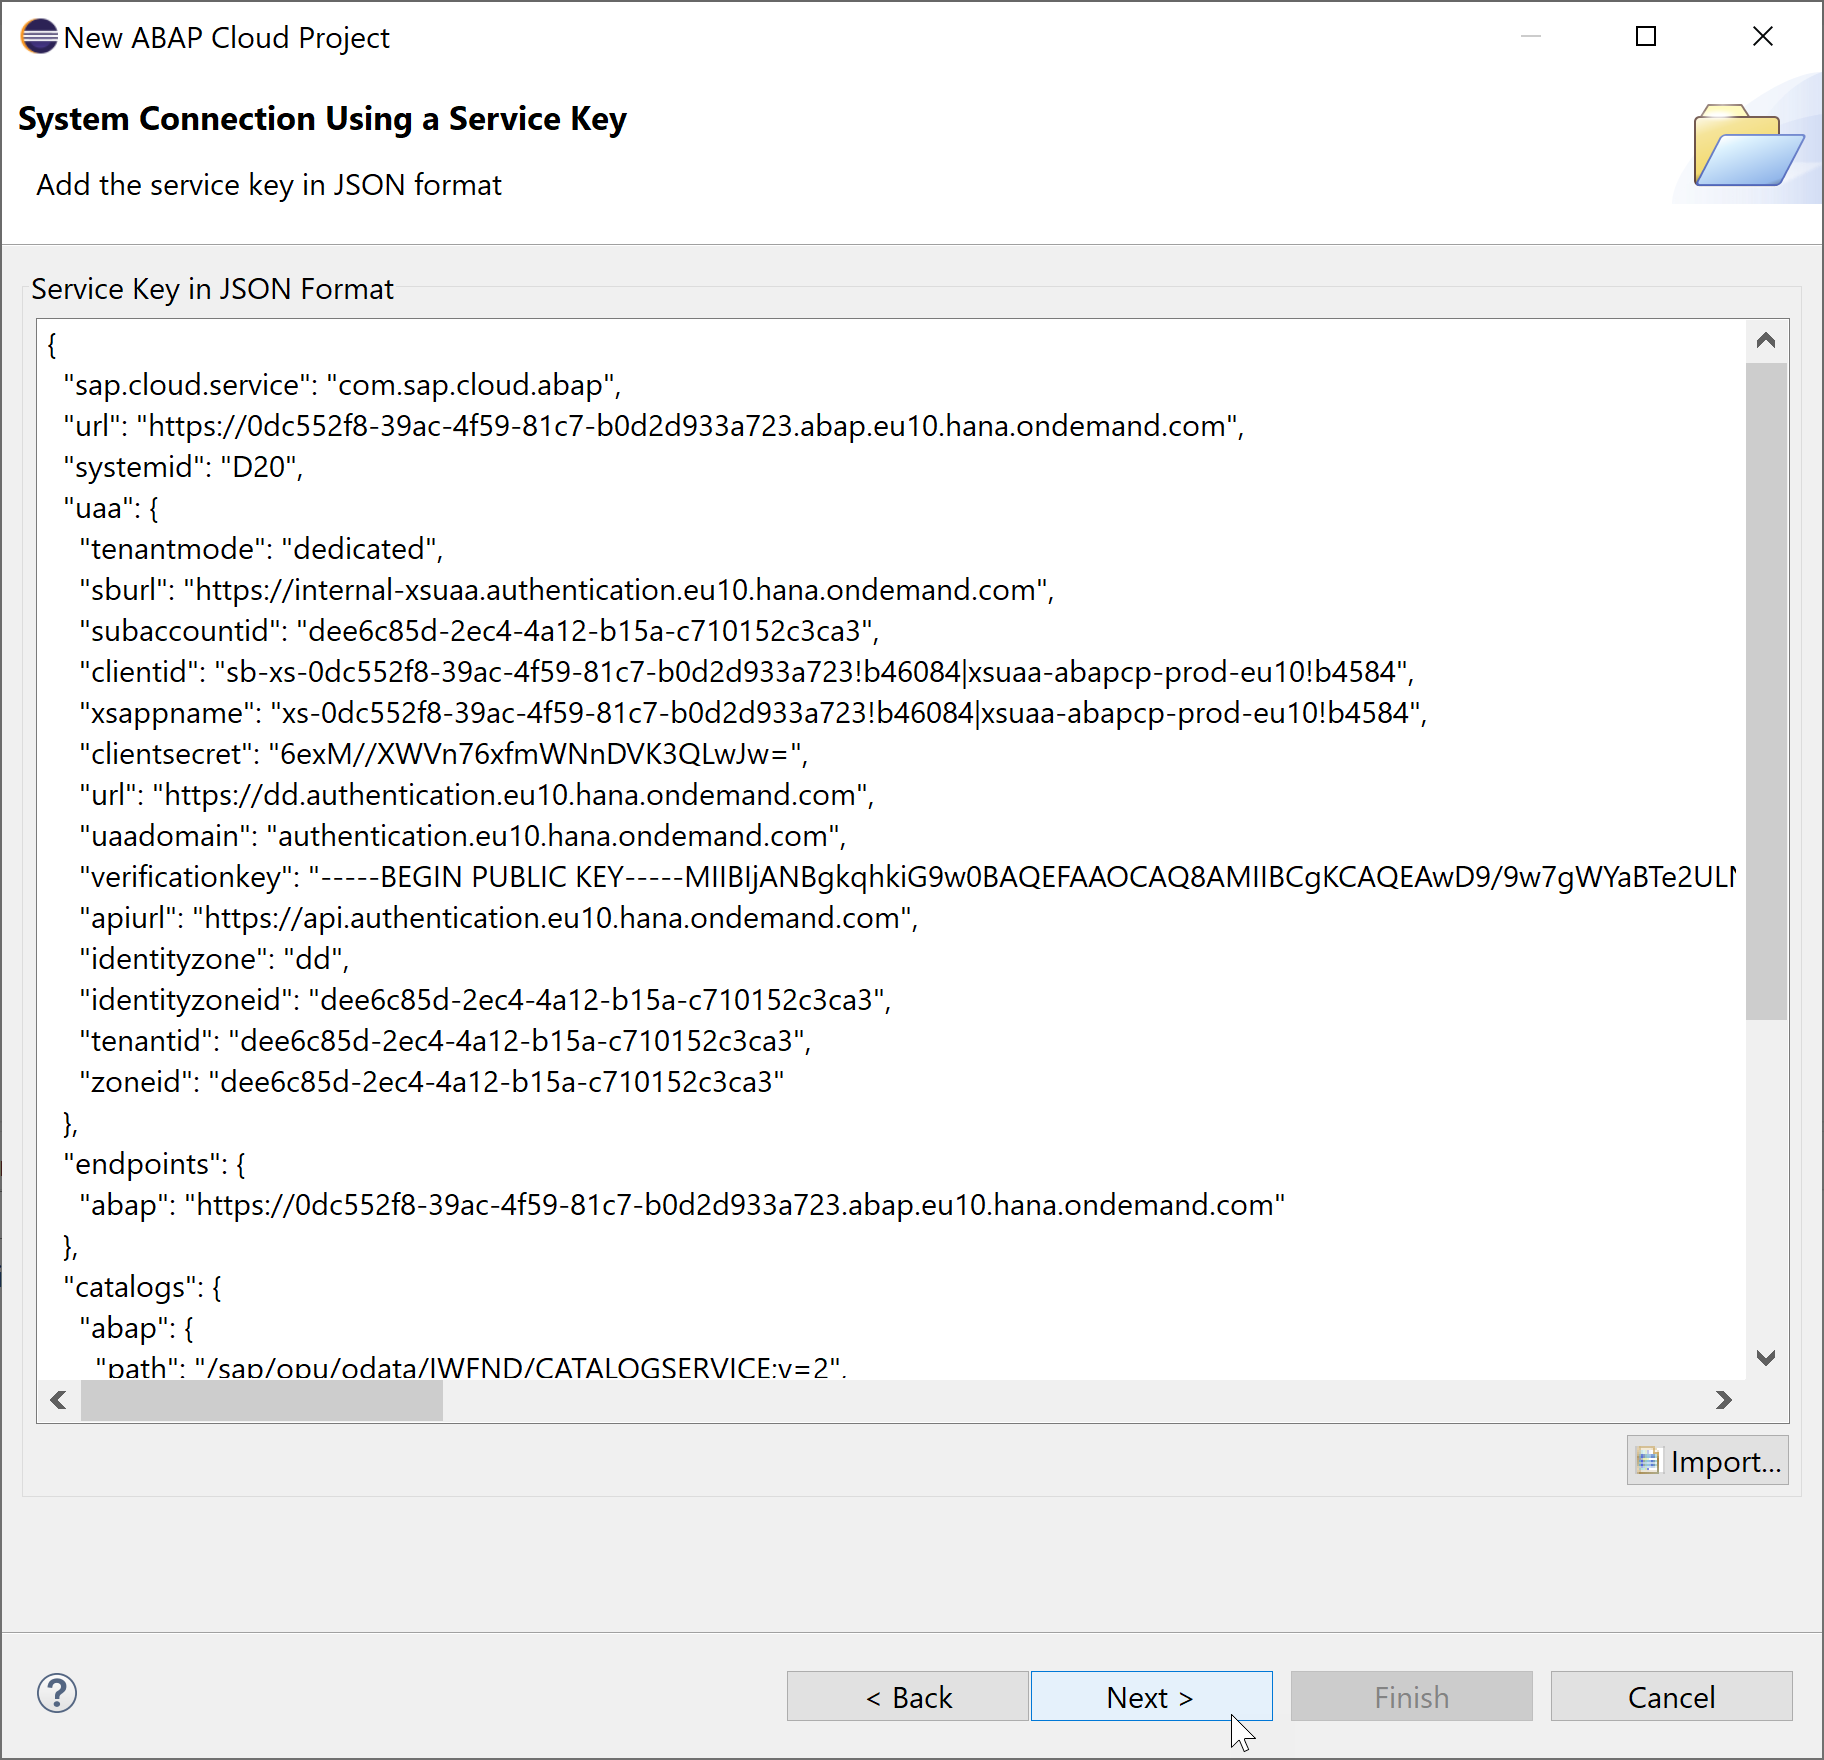 New ABAP Cloud Project
System Connection Using a Service Key
Add the service key in JSON format
Service Key in JSON Format
{
"sap.cloud.service": "com.sap.cloud.abap",
"url": "https://0dc552f8-39ac-4f59-81c7-b0d2d933a723.abap.eu10.hana.ondemand.com",
"systemid": "D20",
"uaa": {
"tenantmode": "dedicated",
"sburl": "https://internal-xsuaa.authentication.eu10.hana.ondemand.com",
"subaccountid": "dee6c85d-2ec4-4a12-b15a-c710152c3ca3",
"clientid": "sb-xs-0dc552f8-39ac-4f59-81c7-b0d2d933a723!b46084|xsuaa-abapcp-prod-eu10!b4584",
"xsappname": "xs-0dc552f8-39ac-4f59-81c7-b0d2d933a723!b46084|xsuaa-abapcp-prod-eu10!b4584",
"clientsecret": "6exM//XWVn76xfmWNnDVK3QLwJw=",
"url": "https://dd.authentication.eu10.hana.ondemand.com",
"uaadomain": "authentication.eu10.hana.ondemand.com",
"verificationkey": "-----BEGIN PUBLIC KEY-----MIIBIjANBgkqhkiG9w0BAQEFAAOCAQ8AMIIBCgKCAQEAwD9/9w7gWYaBTe2ULN
"apiurl": "https://api.authentication.eu10.hana.ondemand.com",
"identityzone": "dd",
"identityzoneid": "dee6c85d-2ec4-4a12-b15a-c710152c3ca3",
"tenantid": "dee6c85d-2ec4-4a12-b15a-c710152c3ca3",
"zoneid": "dee6c85d-2ec4-4a12-b15a-c710152c3ca3"
},
"endpoints": {
"abap": "https://0dc552f8-39ac-4f59-81c7-b0d2d933a723.abap.eu10.hana.ondemand.com"
},
"catalogs": {
"abap": {
"path": "/sap/opu/odata/IWFND/CATALOGSERVICE;v=2",
Import...
< Back
Next >
Finish
Cancel